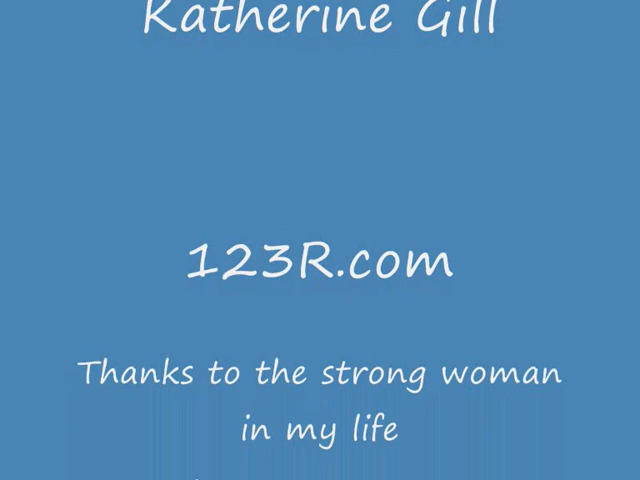 Katherine Gill
123R.com
Thanks to the strong woman
in my life